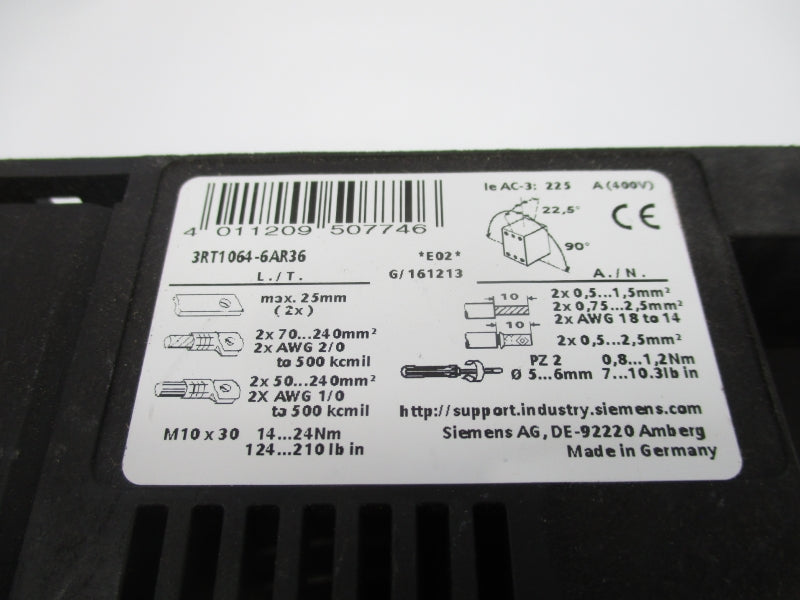 Ie AC-3: 225 A (400V)
4 011209 507746
22,5°
CE
90°
3RT1064-6AR36
*E02*
G/161213
L./T.
A./N.
max. 25mm
(2x)
10
2x 0,5...1,5mm²
2x 0,75...2,5mm²
2x AWG 18 to 14
10
2x 0,5...2,5mm²
2x 70...240mm²
2x AWG 2/0
to 500 kcmil
PZ 2 0,8...1,2Nm
Ø 5...6mm 7...10.3lb in
2x 50...240mm²
2X AWG 1/0
to 500 kcmil
M10 x 30 14...24Nm
124...210 lb in
http://support.industry.siemens.com
Siemens AG, DE-92220 Amberg
Made in Germany